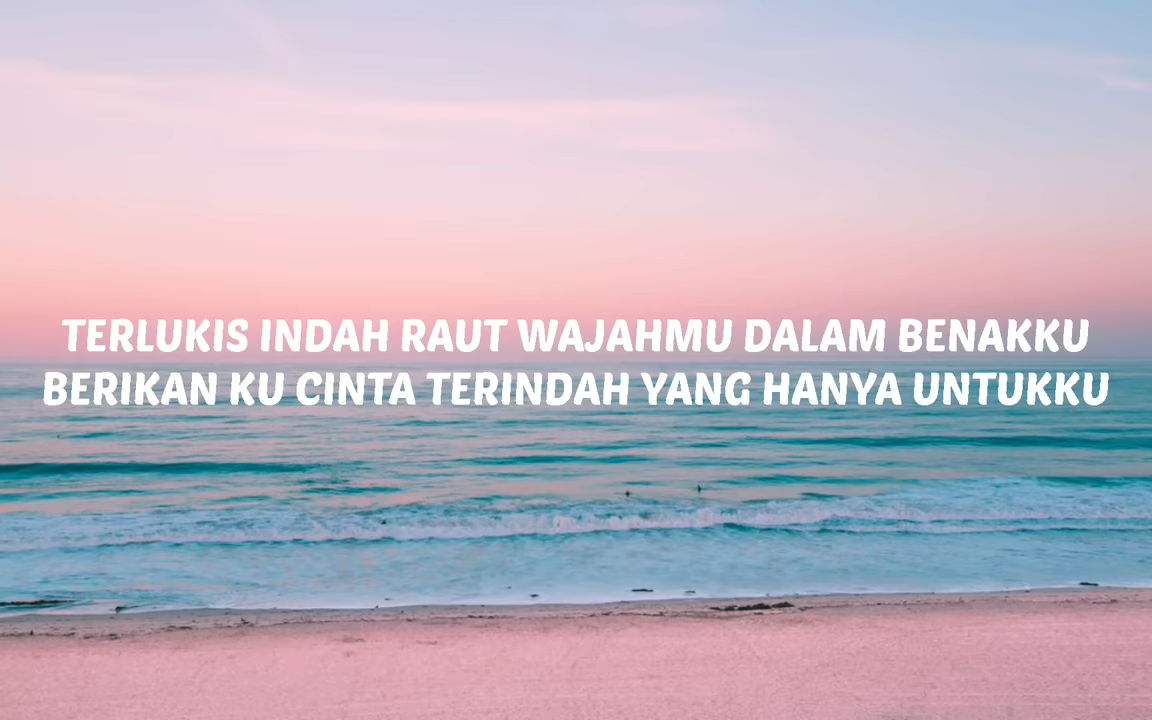 TERLUKIS INDAH RAUT WAJAHMU DALAM BENAKKU
BERIKAN KU CINTA TERINDAH YANG HANYA UNTUKKU